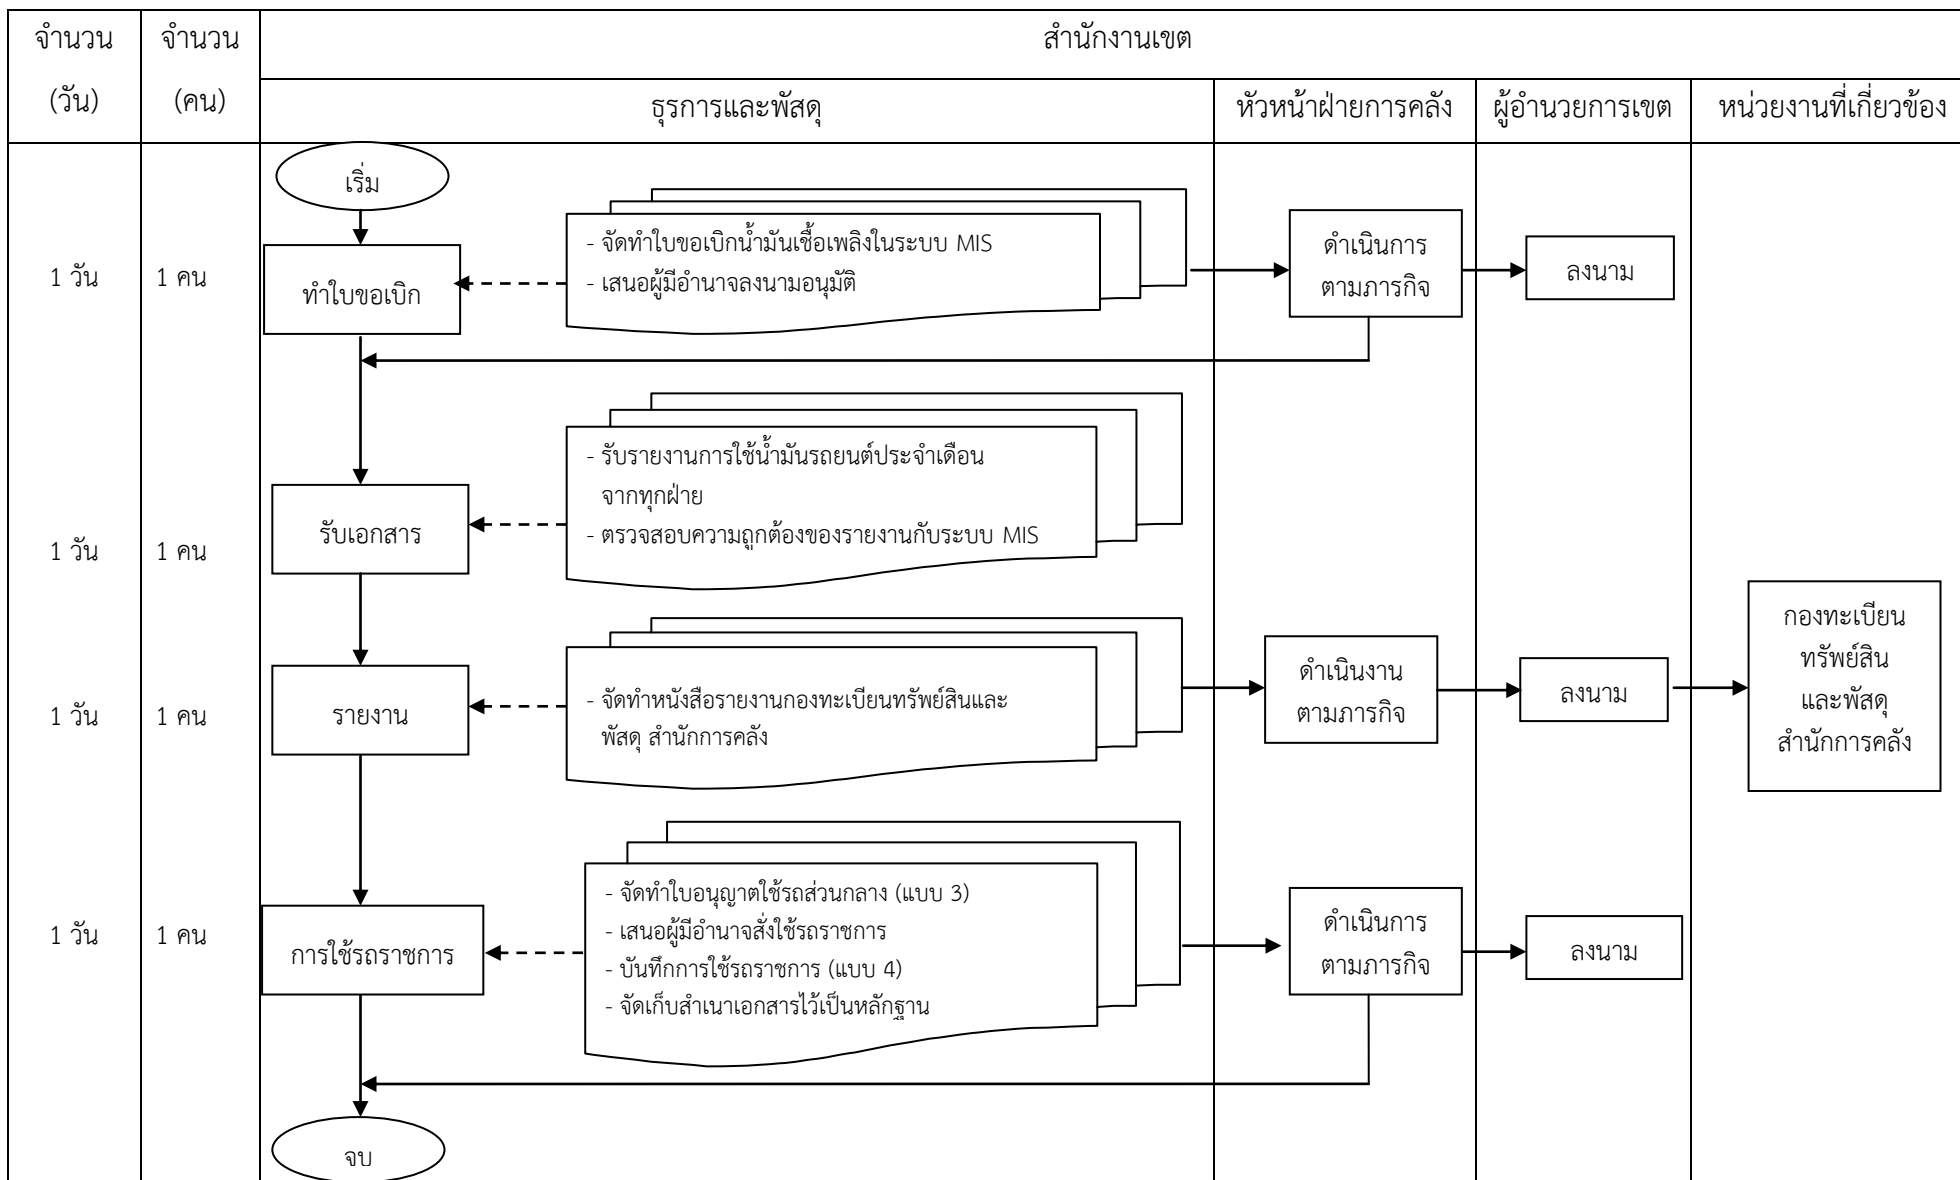 จำนวน
(วัน)
จำนวน
(คน)
สำนักงานเขต
ธุรการและพัสดุ
หัวหน้าฝ่ายการคลัง
ผู้อำนวยการเขต
หน่วยงานที่เกี่ยวข้อง
เริ่ม
1 วัน
1 คน
ทำใบขอเบิก
- จัดทำใบขอเบิกน้ำมันเชื้อเพลิงในระบบ MIS
- เสนอผู้มีอำนาจลงนามอนุมัติ
ดำเนินการ
ตามภารกิจ
ลงนาม
1 วัน
1 คน
รับเอกสาร
- รับรายงานการใช้น้ำมันรถยนต์ประจำเดือน
จากทุกฝ่าย
- ตรวจสอบความถูกต้องของรายงานกับระบบ MIS
1 วัน
1 คน
รายงาน
- จัดทำหนังสือรายงานกองทะเบียนทรัพย์สินและ
พัสดุ สำนักการคลัง
ดำเนินงาน
ตามภารกิจ
ลงนาม
กองทะเบียน
ทรัพย์สิน
และพัสดุ
สำนักการคลัง
1 วัน
1 คน
การใช้รถราชการ
- จัดทำใบอนุญาตใช้รถส่วนกลาง (แบบ 3)
- เสนอผู้มีอำนาจสั่งใช้รถราชการ
- บันทึกการใช้รถราชการ (แบบ 4)
- จัดเก็บสำเนาเอกสารไว้เป็นหลักฐาน
ดำเนินการ
ตามภารกิจ
ลงนาม
จบ